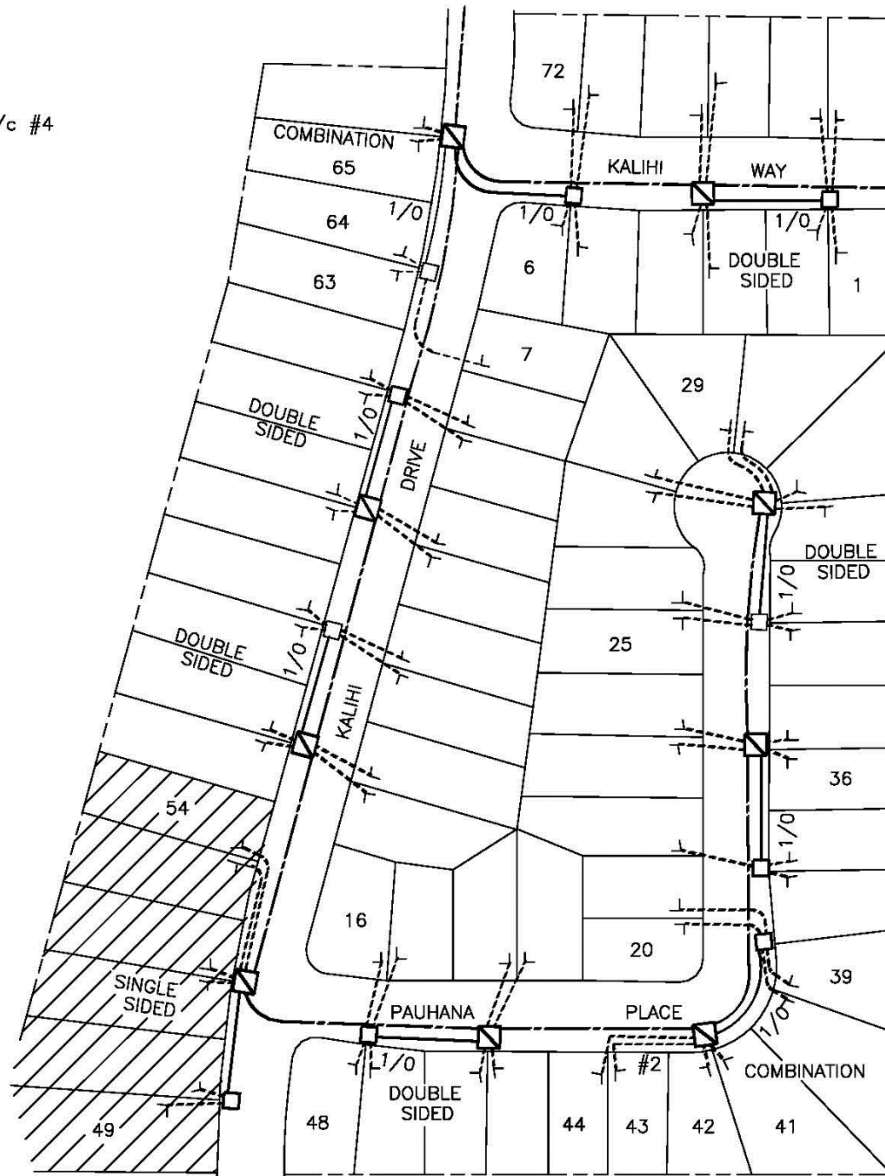 72
/c #4
COMBINATION
KALIHI WAY
65
1/0
1/0
1/0
64
6
DOUBLE
SIDED
1
63
7
29
DOUBLE
SIDED
1/0
DRIVE
DOUBLE
SIDED
1/0
25
DOUBLE
SIDED
1/0
KALIHI
36
54
1/0
16
20
39
SINGLE
SIDED
PAUHANA PLACE
1/0
1/0
#2
COMBINATION
DOUBLE
SIDED
49
48
44
43
42
41